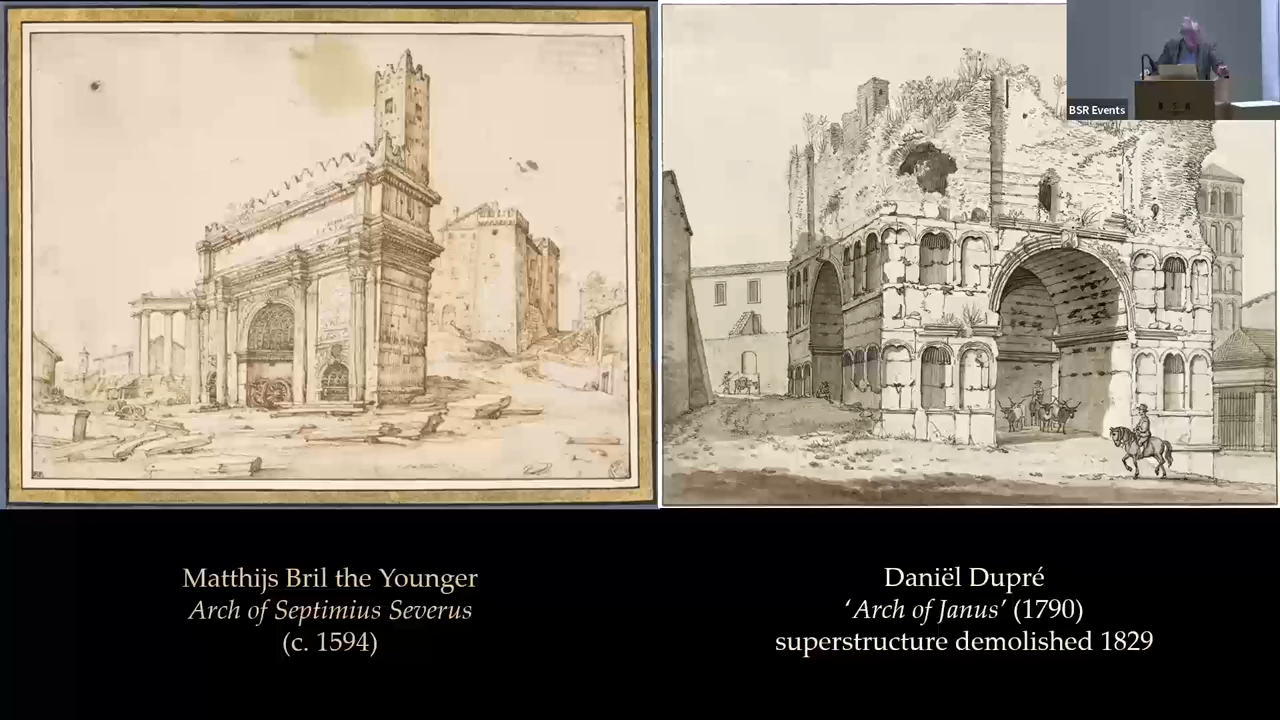 BSR Events
B S R
Matthijs Bril the Younger
Arch of Septimius Severus
(c. 1594)
Daniël Dupré
‘Arch of Janus’ (1790)
superstructure demolished 1829